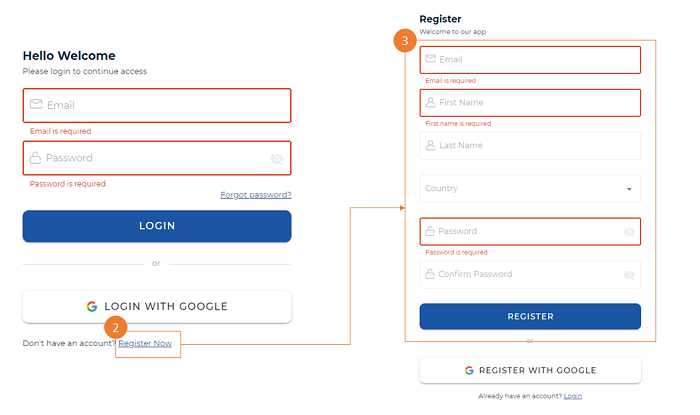 Hello Welcome
Please login to continue access
Email
Email is required
Password
Password is required
Forgot password?
LOGIN
or
LOGIN WITH GOOGLE
2
Don't have an account? Register Now
Register
Welcome to our app
3
Email
Email is required
First Name
First name is required
Last Name
Country
Password
Password is required
Confirm Password
REGISTER
or
REGISTER WITH GOOGLE
Already have an account? Login